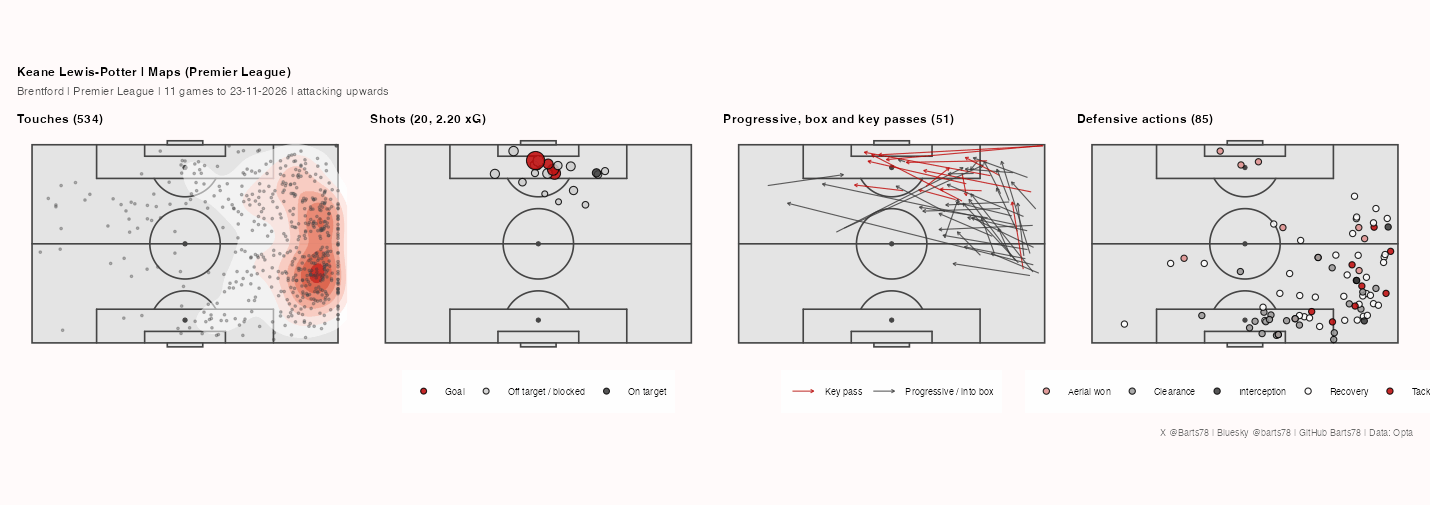 Keane Lewis-Potter | Maps (Premier League)
Brentford | Premier League | 11 games to 23-11-2026 | attacking upwards
Touches (534)
Shots (20, 2.20 xG)
Progressive, box and key passes (51)
Defensive actions (85)
Goal
Off target / blocked
On target
Key pass
Progressive / into box
Aerial won
Clearance
Interception
Recovery
Tack
X @Barts78 | Bluesky @barts78 | GitHub Barts78 | Data: Opta